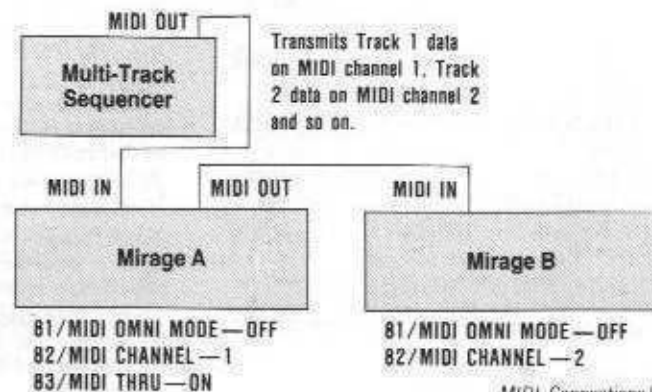 MIDI OUT
Multi-Track
Sequencer
Transmits Track 1 data
on MIDI channel 1, Track
2 data on MIDI channel 2
and so on.
MIDI IN
MIDI OUT
MIDI IN
Mirage A
Mirage B
81/MIDI OMNI MODE—OFF
82/MIDI CHANNEL—1
83/MIDI THRU—ON
81/MIDI OMNI MODE—OFF
82/MIDI CHANNEL—2
MIDI Connections